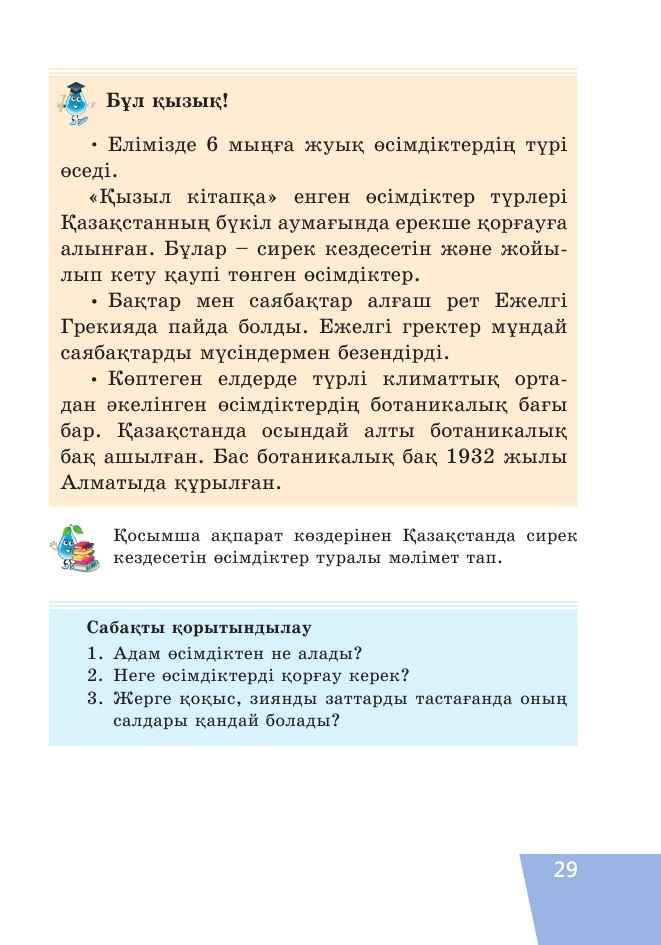 Бұл қызық!
• Елімізде 6 мыңға жуық өсімдіктердің түрі
өседі.
«Қызыл кітапқа» енген өсімдіктер түрлері
Қазақстанның бүкіл аумағында ерекше қорғауға
алынған. Бұлар – сирек кездесетін және жойы-
лып кету қаупі төнген өсімдіктер.
• Бақтар мен саябақтар алғаш рет Ежелгі
Грекияда пайда болды. Ежелгі гректер мұндай
саябақтарды мүсіндермен безендірді.
• Көптеген елдерде түрлі климаттық орта-
дан әкелінген өсімдіктердің ботаникалық бағы
бар. Қазақстанда осындай алты ботаникалық
бақ ашылған. Бас ботаникалық бақ 1932 жылы
Алматыда құрылған.
Қосымша ақпарат көздерінен Қазақстанда сирек
кездесетін өсімдіктер туралы мәлімет тап.
Сабақты қорытындылау
1. Адам өсімдіктен не алады?
2. Неге өсімдіктерді қорғау керек?
3. Жерге қоқыс, зиянды заттарды тастағанда оның
салдары қандай болады?
29